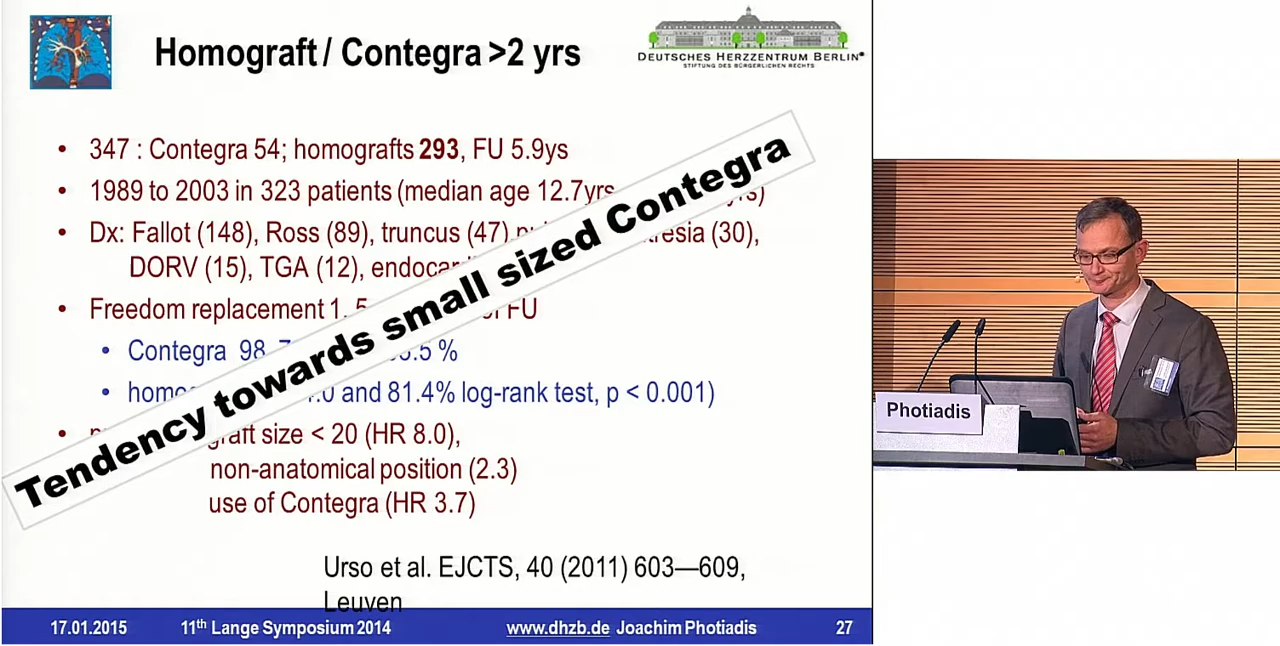 Homograft / Contegra >2 yrs
DEUTSCHES HERZZENTRUM BERLIN
STIFTUNG DES BÜRGERLICHEN RECHTS
• 347 : Contegra 54; homografts 293, FU 5.9ys
• 1989 to 2003 in 323 patients (median age 12.7yrs
• Dx: Fallot (148), Ross (89), truncus (47) (30),
DORV (15), TGA (12),
• Freedom replacement 1, 5 FU
• Contegra 98 %
• and 81.4% log-rank test, p < 0.001)
• size < 20 (HR 8.0),
non-anatomical position (2.3)
use of Contegra (HR 3.7)
Tendency towards small sized Contegra
Urso et al. EJCTS, 40 (2011) 603—609,
Leuven
17.01.2015 11th Lange Symposium 2014 www.dhzb.de Joachim Photiadis 27
Photiadis